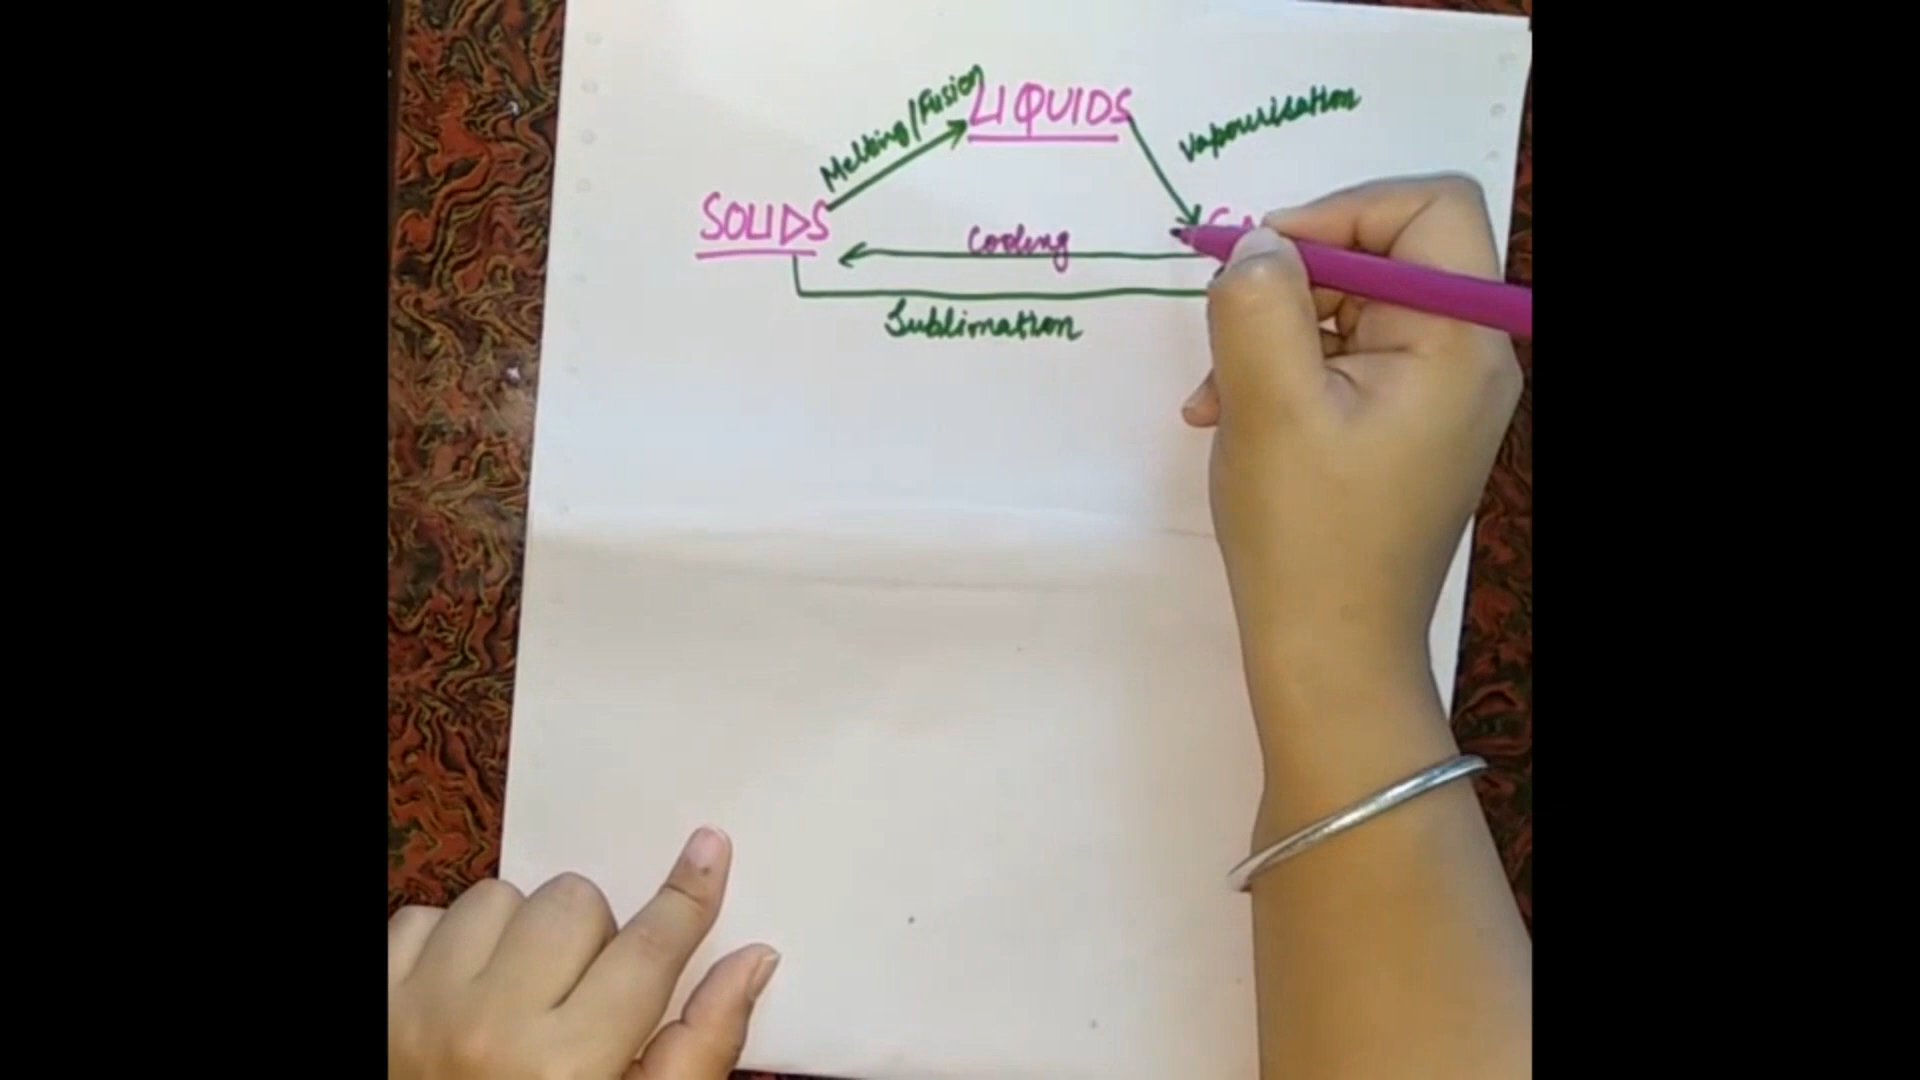 LIQUIDS
Melting/Fusion
Vapourisation
SOLIDS
Cooling
Sublimation